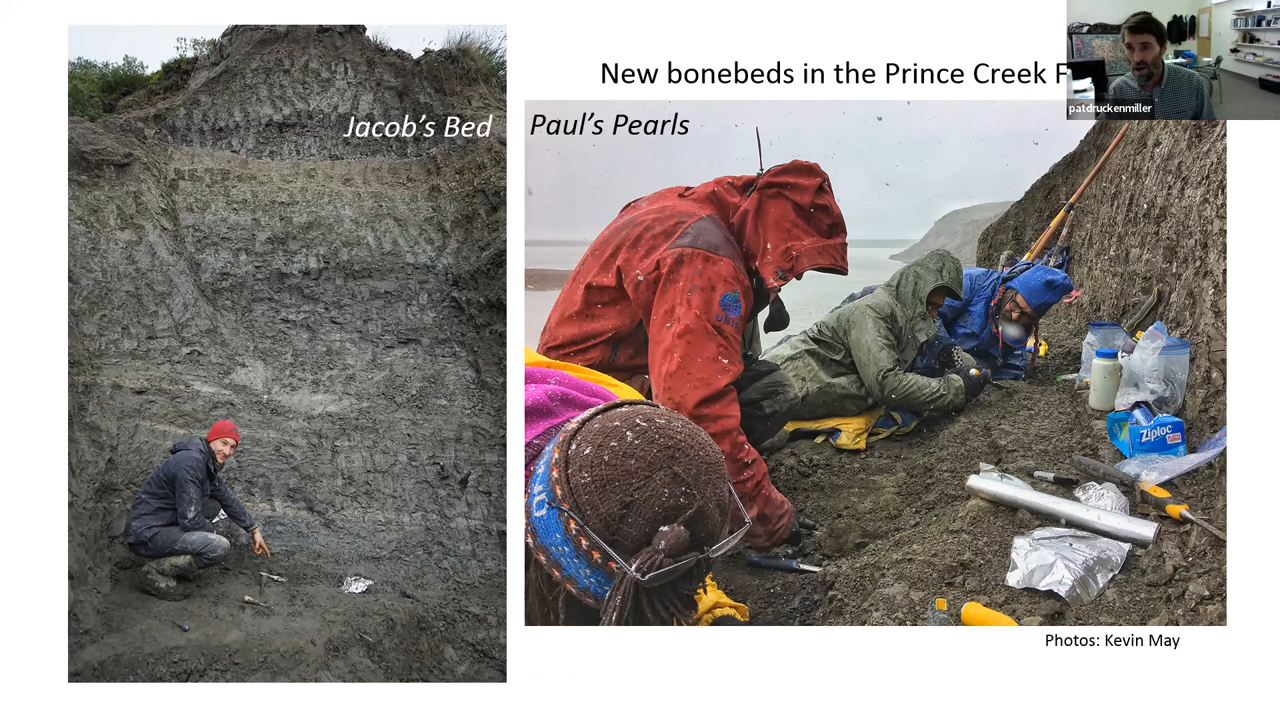 New bonebeds in the Prince Creek F
patdruckenmiller
Jacob's Bed
Paul's Pearls
Ziploc
Photos: Kevin May